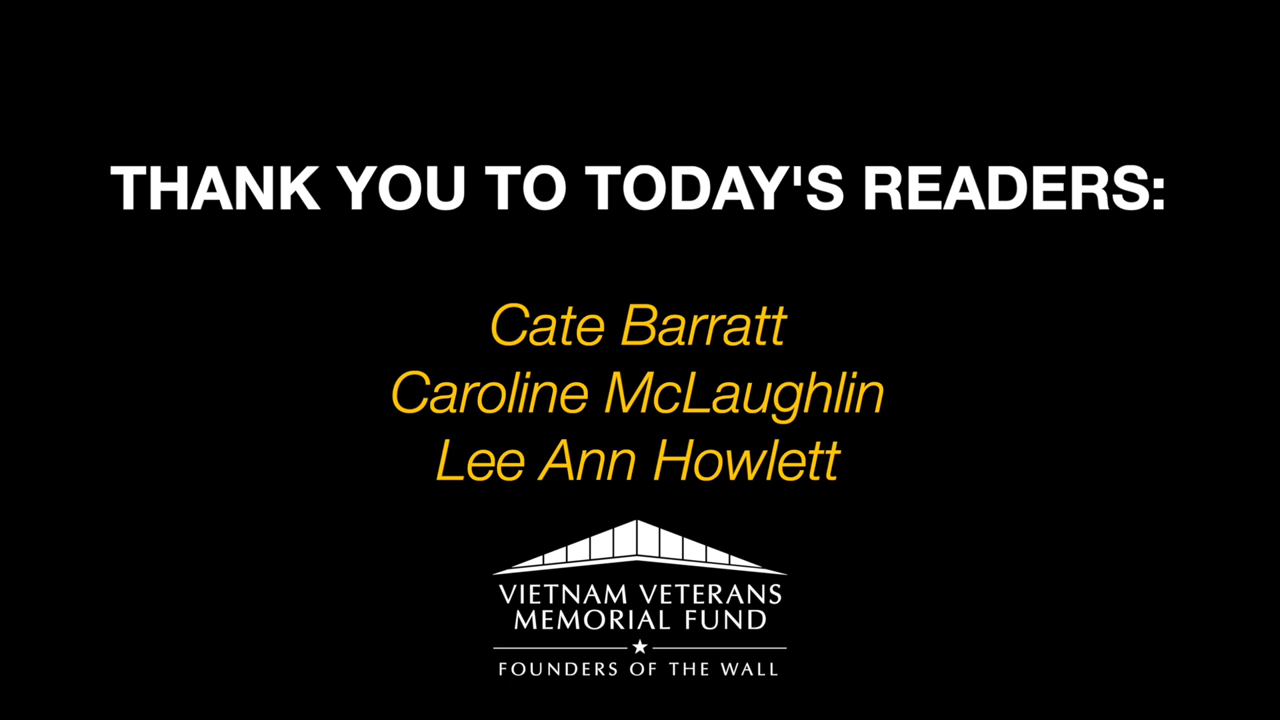 THANK YOU TO TODAY'S READERS:
Cate Barratt
Caroline McLaughlin
Lee Ann Howlett
VIETNAM VETERANS
MEMORIAL FUND
FOUNDERS OF THE WALL